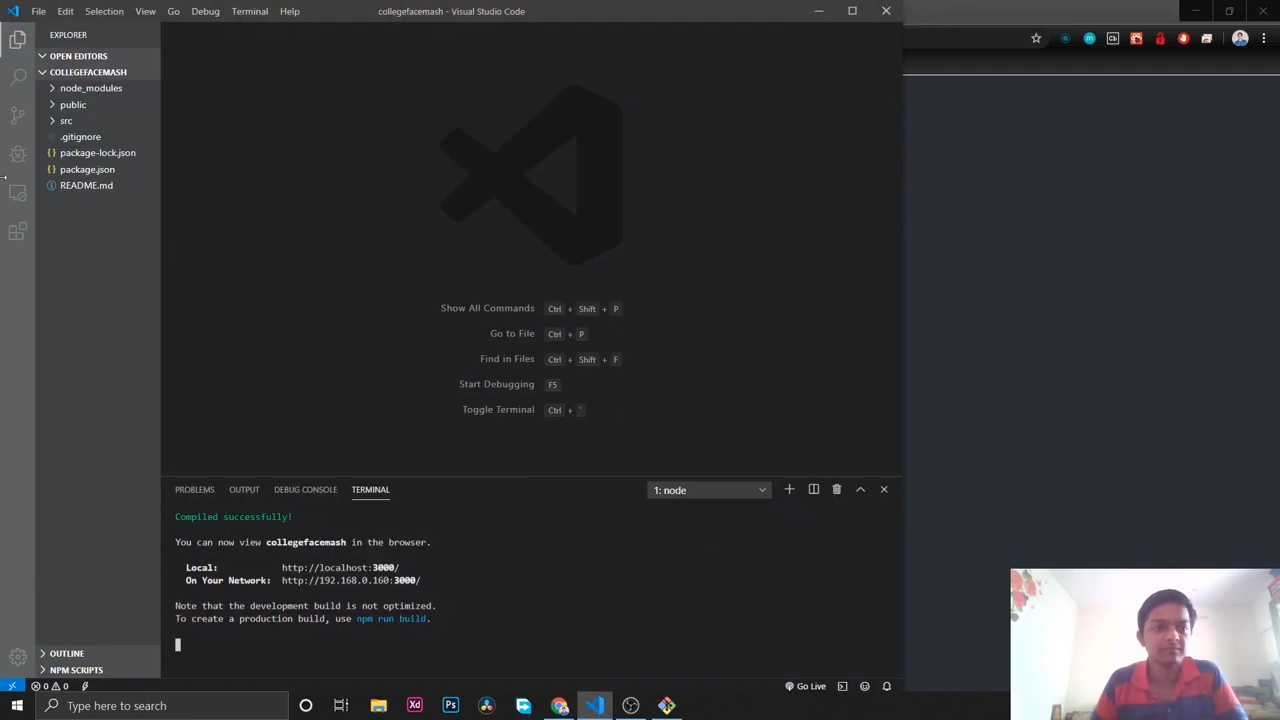 File Edit Selection View Go Debug Terminal Help
collegefacemash - Visual Studio Code
EXPLORER
OPEN EDITORS
COLLEGEFACEMASH
node_modules
public
src
.gitignore
package-lock.json
package.json
README.md
Show All Commands Ctrl + Shift + P
Go to File Ctrl + P
Find in Files Ctrl + Shift + F
Start Debugging F5
Toggle Terminal Ctrl + `
PROBLEMS OUTPUT DEBUG CONSOLE TERMINAL
1: node
Compiled successfully!
You can now view collegefacemash in the browser.
Local: http://localhost:3000/
On Your Network: http://192.168.0.160:3000/
Note that the development build is not optimized.
To create a production build, use npm run build.
OUTLINE
NPM SCRIPTS
0 0
Go Live
Type here to search
Xd
Ps